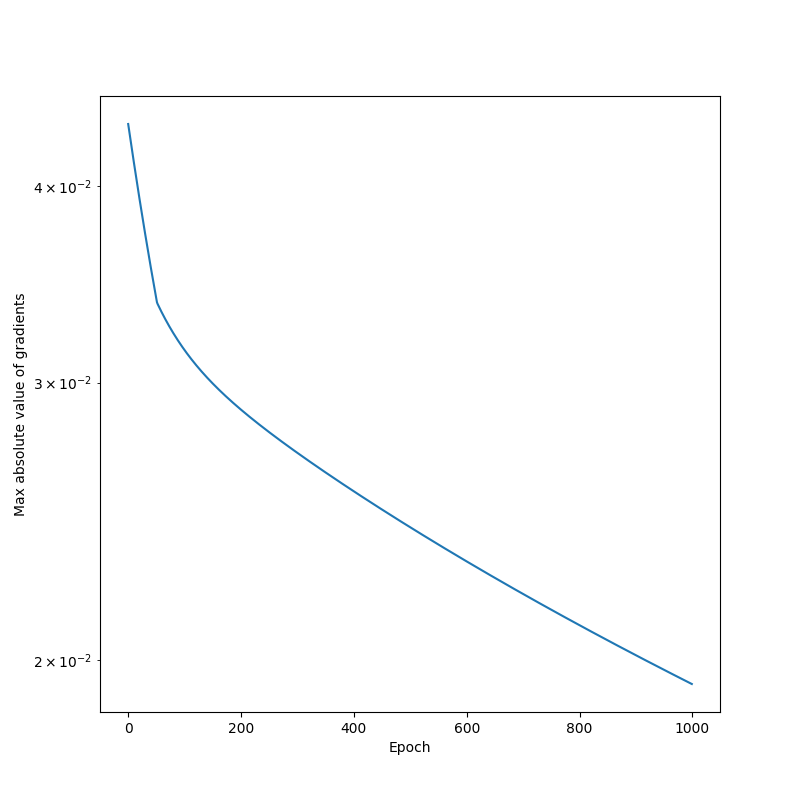 Max absolute value of gradients
4 × 10⁻²
3 × 10⁻²
2 × 10⁻²
0 200 400 600 800 1000
Epoch